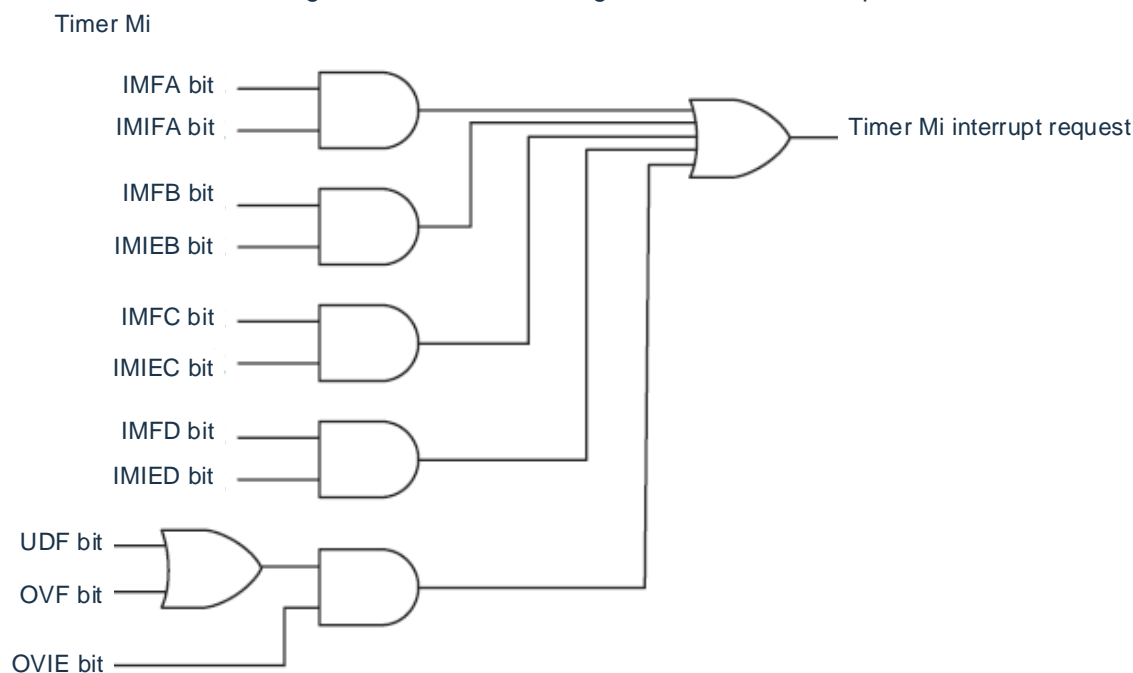 Timer Mi
IMFA bit
IMIFA bit
Timer Mi interrupt request
IMFB bit
IMIEB bit
IMFC bit
IMIEC bit
IMFD bit
IMIED bit
UDF bit
OVF bit
OVIE bit